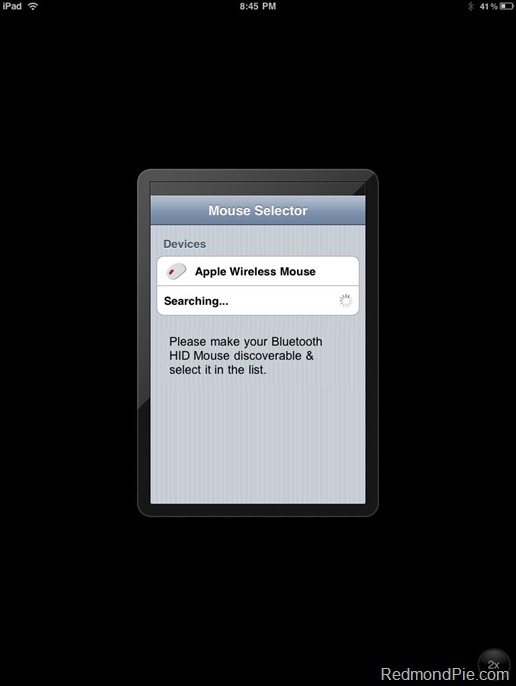 iPad 8:45 PM 41 %
Mouse Selector
Devices
Apple Wireless Mouse
Searching...
Please make your Bluetooth
HID Mouse discoverable &
select it in the list.
2x
RedmondPie.com